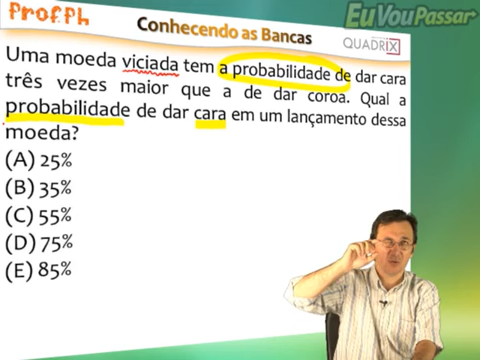 Prof.Ph
Conhecendo as Bancas
EuVouPassar
QUADRIX
Uma moeda viciada tem a probabilidade de dar cara
três vezes maior que a de dar coroa. Qual a
probabilidade de dar cara em um lançamento dessa
moeda?
(A) 25%
(B) 35%
(C) 55%
(D) 75%
(E) 85%